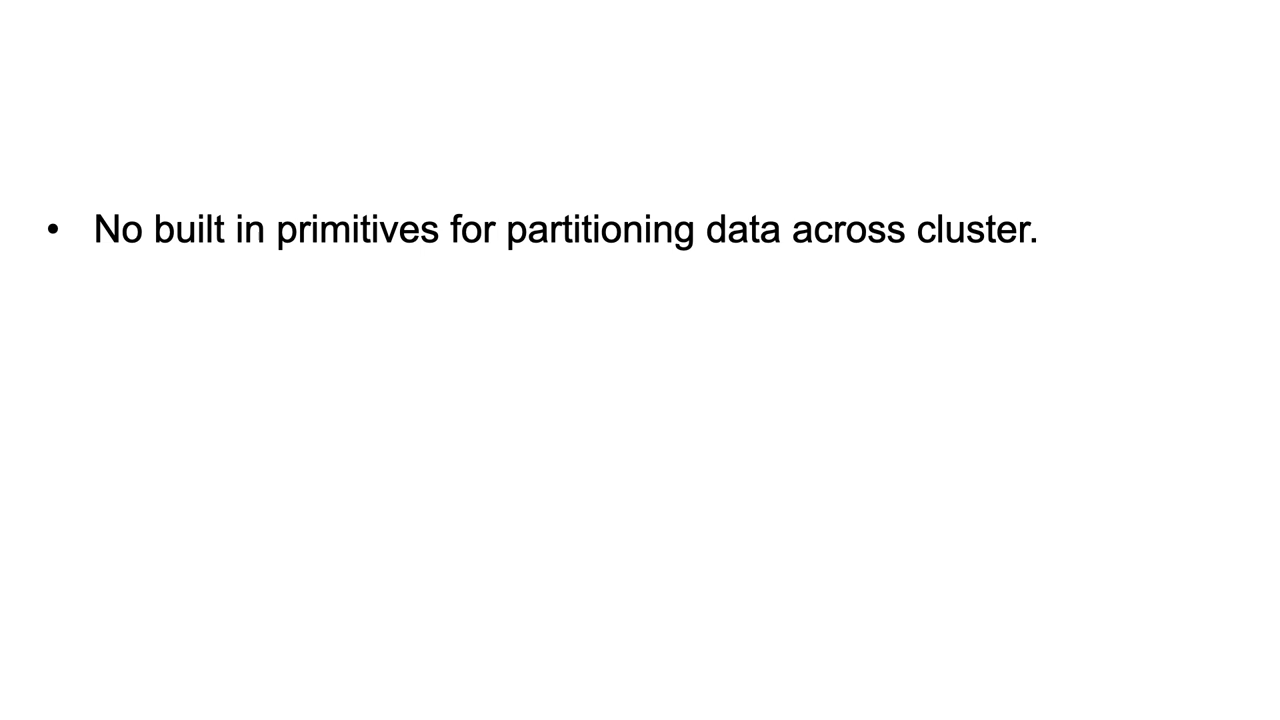 • No built in primitives for partitioning data across cluster.